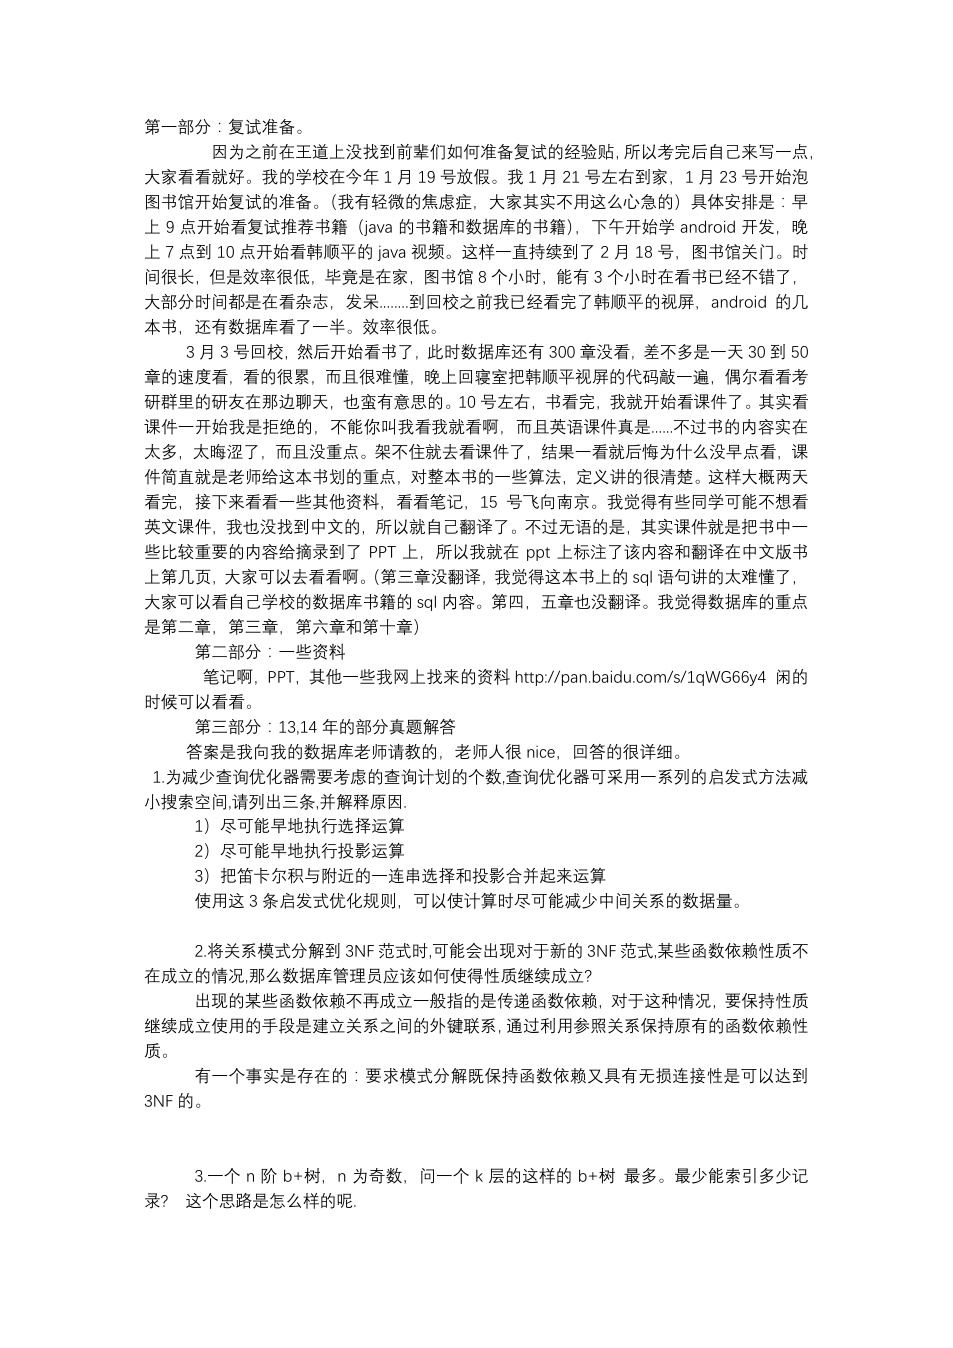 第一部分：复试准备。
因为之前在王道上没找到前辈们如何准备复试的经验贴，所以考完后自己来写一点，
大家看看就好。我的学校在今年 1 月 19 号放假。我 1 月 21 号左右到家，1 月 23 号开始泡
图书馆开始复试的准备。（我有轻微的焦虑症，大家其实不用这么心急的）具体安排是：早
上 9 点开始看复试推荐书籍（java 的书籍和数据库的书籍），下午开始学 android 开发，晚
上 7 点到 10 点开始看韩顺平的 java 视频。这样一直持续到了 2 月 18 号，图书馆关门。时
间很长，但是效率很低，毕竟是在家，图书馆 8 个小时，能有 3 个小时在看书已经不错了，
大部分时间都是在看杂志，发呆........到回校之前我已经看完了韩顺平的视屏，android 的几
本书，还有数据库看了一半。效率很低。
3 月 3 号回校，然后开始看书了，此时数据库还有 300 章没看，差不多是一天 30 到 50
章的速度看，看的很累，而且很难懂，晚上回寝室把韩顺平视屏的代码敲一遍，偶尔看看考
研群里的研友在那边聊天，也蛮有意思的。10 号左右，书看完，我就开始看课件了。其实看
课件一开始我是拒绝的，不能你叫我看我就看啊，而且英语课件真是......不过书的内容实在
太多，太晦涩了，而且没重点。架不住就去看课件了，结果一看就后悔为什么没早点看，课
件简直就是老师给这本书划的重点，对整本书的一些算法，定义讲的很清楚。这样大概两天
看完，接下来看看一些其他资料，看看笔记，15 号飞向南京。我觉得有些同学可能不想看
英文课件，我也没找到中文的，所以就自己翻译了。不过无语的是，其实课件就是把书中一
些比较重要的内容给摘录到了 PPT 上，所以我就在 ppt 上标注了该内容和翻译在中文版书
上第几页，大家可以去看看啊。（第三章没翻译，我觉得这本书上的 sql 语句讲的太难懂了，
大家可以看自己学校的数据库书籍的 sql 内容。第四，五章也没翻译。我觉得数据库的重点
是第二章，第三章，第六章和第十章）
第二部分：一些资料
笔记啊，PPT，其他一些我网上找来的资料 http://pan.baidu.com/s/1qWG66y4 闲的
时候可以看看。
第三部分：13,14 年的部分真题解答
答案是我向我的数据库老师请教的，老师人很 nice，回答的很详细。
1.为减少查询优化器需要考虑的查询计划的个数,查询优化器可采用一系列的启发式方法减
小搜索空间,请列出三条,并解释原因.
1）尽可能早地执行选择运算
2）尽可能早地执行投影运算
3）把笛卡尔积与附近的一连串选择和投影合并起来运算
使用这 3 条启发式优化规则，可以使计算时尽可能减少中间关系的数据量。
2.将关系模式分解到 3NF 范式时,可能会出现对于新的 3NF 范式,某些函数依赖性质不
在成立的情况,那么数据库管理员应该如何使得性质继续成立?
出现的某些函数依赖不再成立一般指的是传递函数依赖，对于这种情况，要保持性质
继续成立使用的手段是建立关系之间的外键联系，通过利用参照关系保持原有的函数依赖性
质。
有一个事实是存在的：要求模式分解既保持函数依赖又具有无损连接性是可以达到
3NF 的。
3.一个 n 阶 b+树，n 为奇数，问一个 k 层的这样的 b+树 最多。最少能索引多少记
录? 这个思路是怎么样的呢.